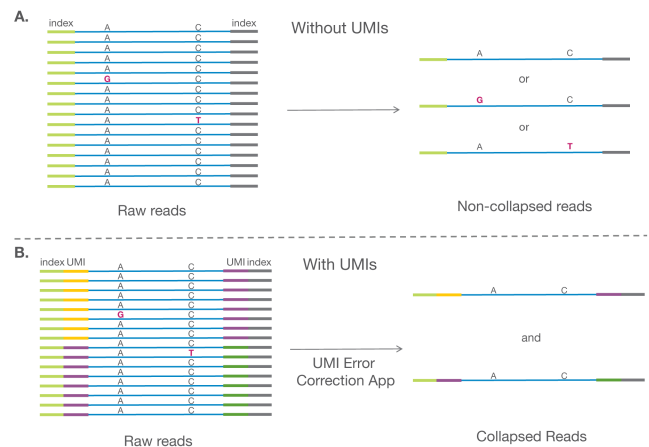 A.
index
index
Without UMIs
A C
A C
A C
A C
A C
G C
A C
A C
A C
A T
A C
A C
A C
A C
A C
A C
Raw reads
A C
or
G C
or
A T
Non-collapsed reads
B.
index UMI
UMI index
With UMIs
A C
A C
A C
A C
A C
G C
A C
A C
A C
A T
A C
A C
A C
A C
A C
A C
Raw reads
UMI Error
Correction App
A C
and
A C
Collapsed Reads